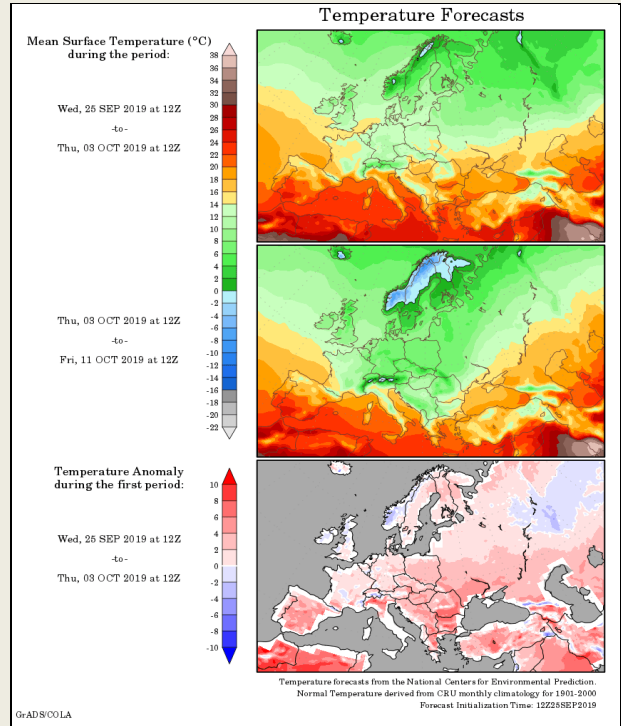 Temperature Forecasts
Mean Surface Temperature (°C)
during the period:
Wed, 25 SEP 2019 at 12Z
-to-
Thu, 03 OCT 2019 at 12Z
38
36
34
32
30
28
26
24
22
20
18
16
14
12
10
8
6
4
2
0
-2
-4
-6
-8
-10
-12
-14
-16
-18
-20
-22
Thu, 03 OCT 2019 at 12Z
-to-
Fri, 11 OCT 2019 at 12Z
Temperature Anomaly
during the first period:
Wed, 25 SEP 2019 at 12Z
-to-
Thu, 03 OCT 2019 at 12Z
10
8
6
4
2
0
-2
-4
-6
-8
-10
Temperature forecasts from the National Centers for Environmental Prediction.
Normal Temperature derived from CRU monthly climatology for 1901-2000
Forecast Initialization Time: 12Z25SEP2019
GrADS/COLA